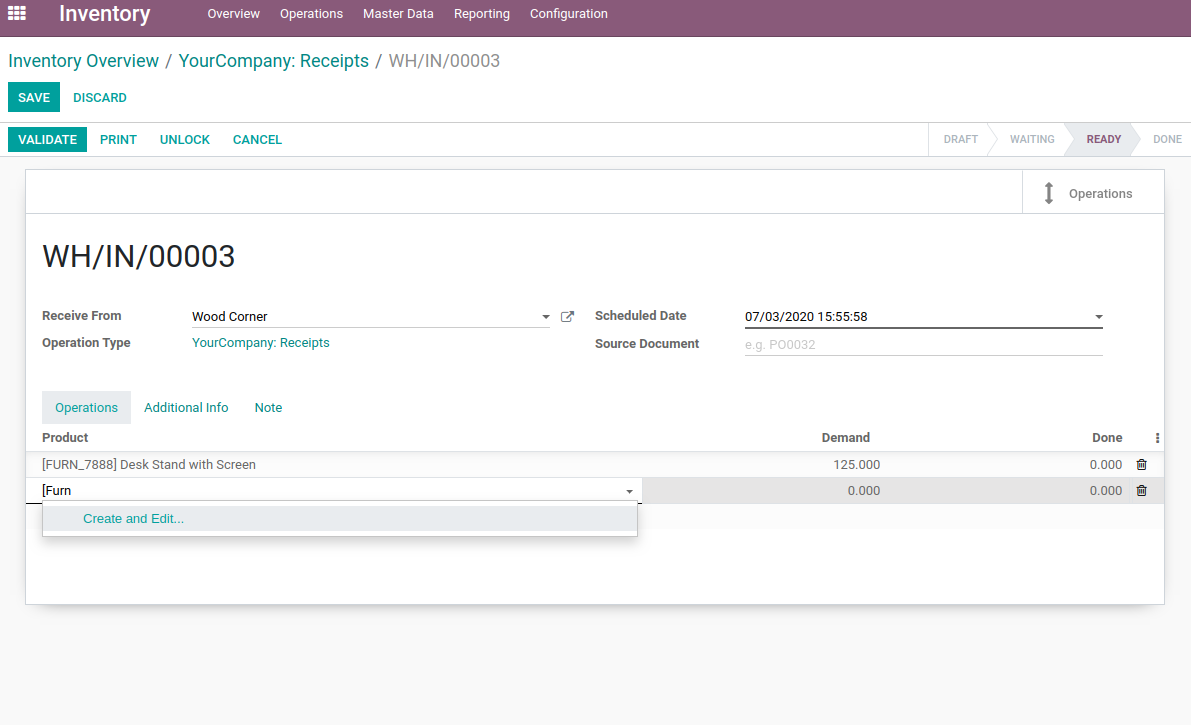 Inventory Overview Operations Master Data Reporting Configuration
Inventory Overview / YourCompany: Receipts / WH/IN/00003
SAVE DISCARD
VALIDATE PRINT UNLOCK CANCEL DRAFT WAITING READY DONE
Operations
WH/IN/00003
Receive From Wood Corner Scheduled Date 07/03/2020 15:55:58
Operation Type YourCompany: Receipts Source Document e.g. PO0032
Operations Additional Info Note
Product Demand Done
[FURN_7888] Desk Stand with Screen 125.000 0.000
[Furn 0.000 0.000
Create and Edit...